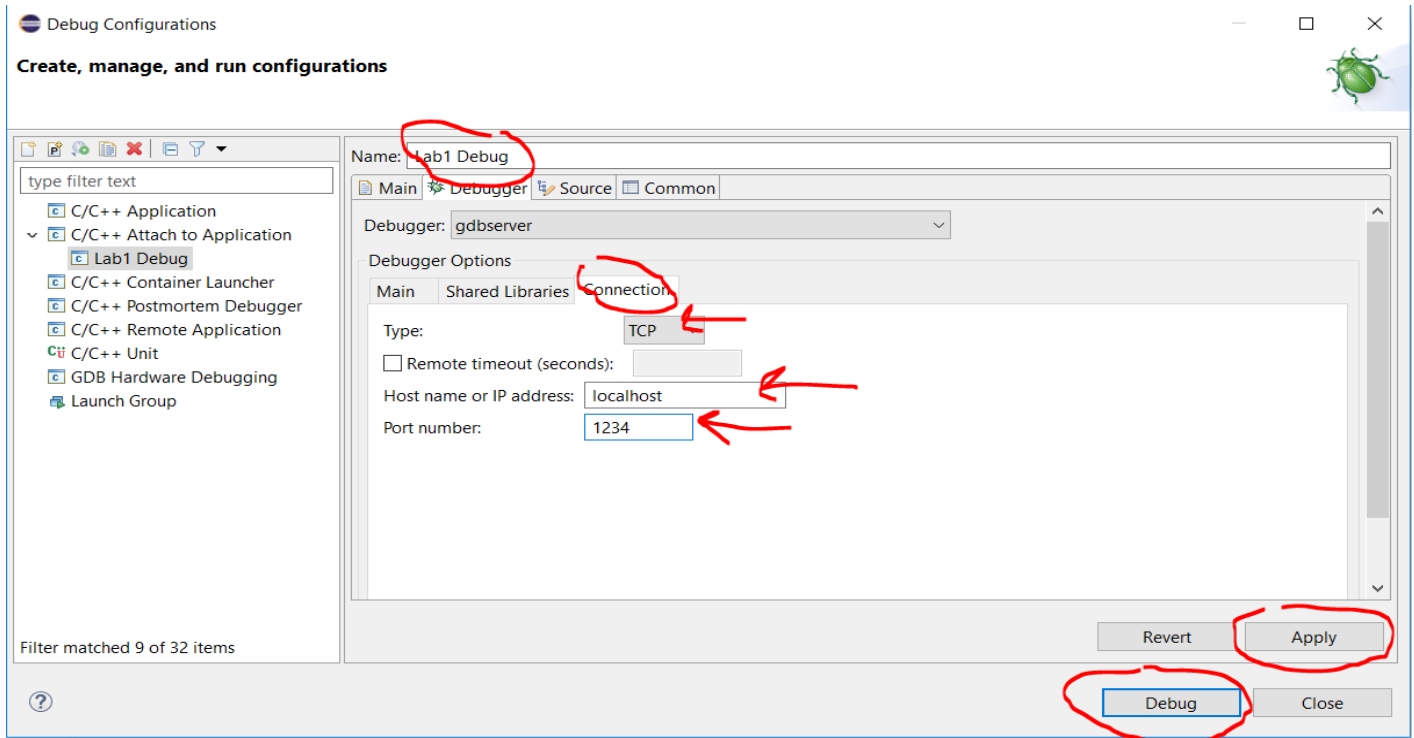 Debug Configurations
Create, manage, and run configurations
type filter text
C/C++ Application
C/C++ Attach to Application
Lab1 Debug
C/C++ Container Launcher
C/C++ Postmortem Debugger
C/C++ Remote Application
C/C++ Unit
GDB Hardware Debugging
Launch Group
Filter matched 9 of 32 items
Name: Lab1 Debug
Main Debugger Source Common
Debugger: gdbserver
Debugger Options
Main Shared Libraries Connection
Type: TCP
Remote timeout (seconds):
Host name or IP address: localhost
Port number: 1234
Revert Apply
Debug Close